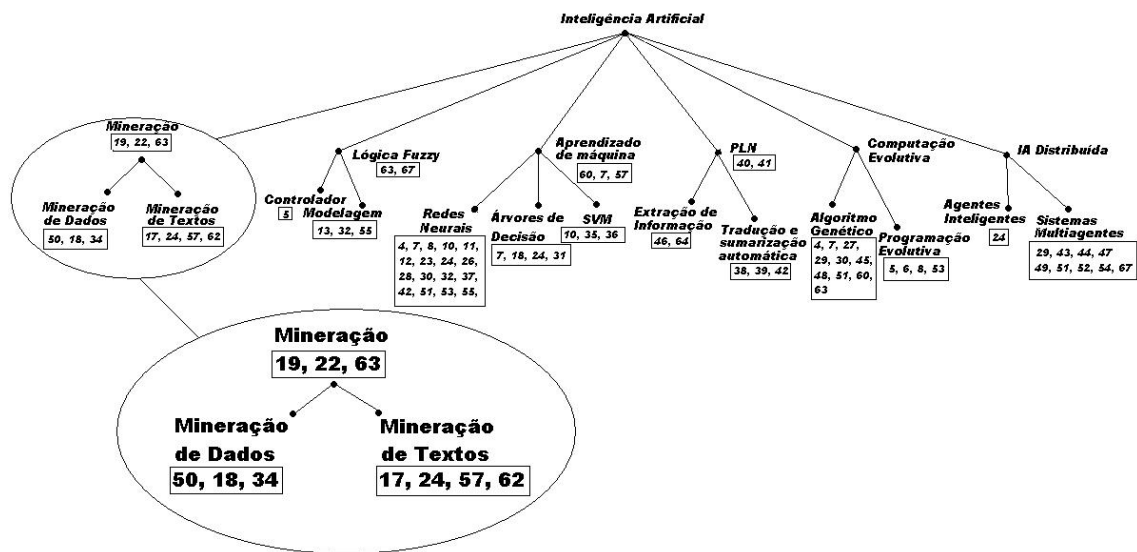 Inteligência Artificial
Mineração
19, 22, 63
Mineração
de Dados
50, 18, 34
Mineração
de Textos
17, 24, 57, 62
Lógica Fuzzy
63, 67
Controlador
5
Modelagem
13, 32, 55
Aprendizado
de máquina
60, 7, 57
Redes
Neurais
4, 7, 8, 10, 11,
12, 23, 24, 26,
28, 30, 32, 37,
42, 51, 53, 55,
Árvores de
Decisão
7, 18, 24, 31
SVM
10, 35, 36
PLN
40, 41
Extração de
Informação
46, 64
Tradução e
sumarização
automática
38, 39, 42
Computação
Evolutiva
Algoritmo
Genético
4, 7, 27,
29, 30, 45,
48, 51, 60,
63
Programação
Evolutiva
5, 6, 8, 53
IA Distribuída
Agentes
Inteligentes
24
Sistemas
Multiagentes
29, 43, 44, 47
49, 51, 52, 54, 67
Mineração
19, 22, 63
Mineração
de Dados
50, 18, 34
Mineração
de Textos
17, 24, 57, 62